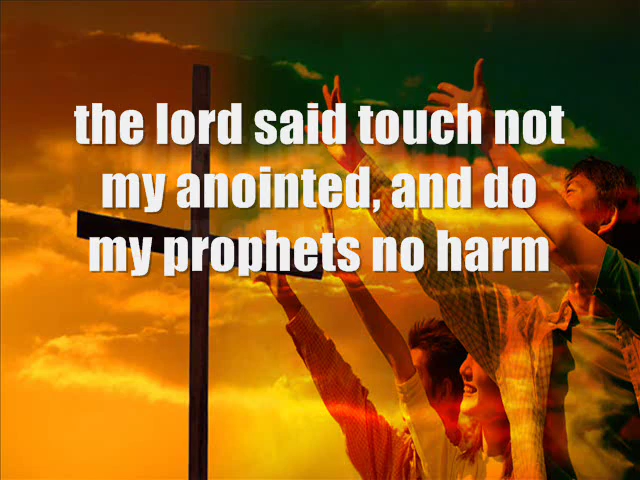 the lord said touch not
my anointed, and do
my prophets no harm